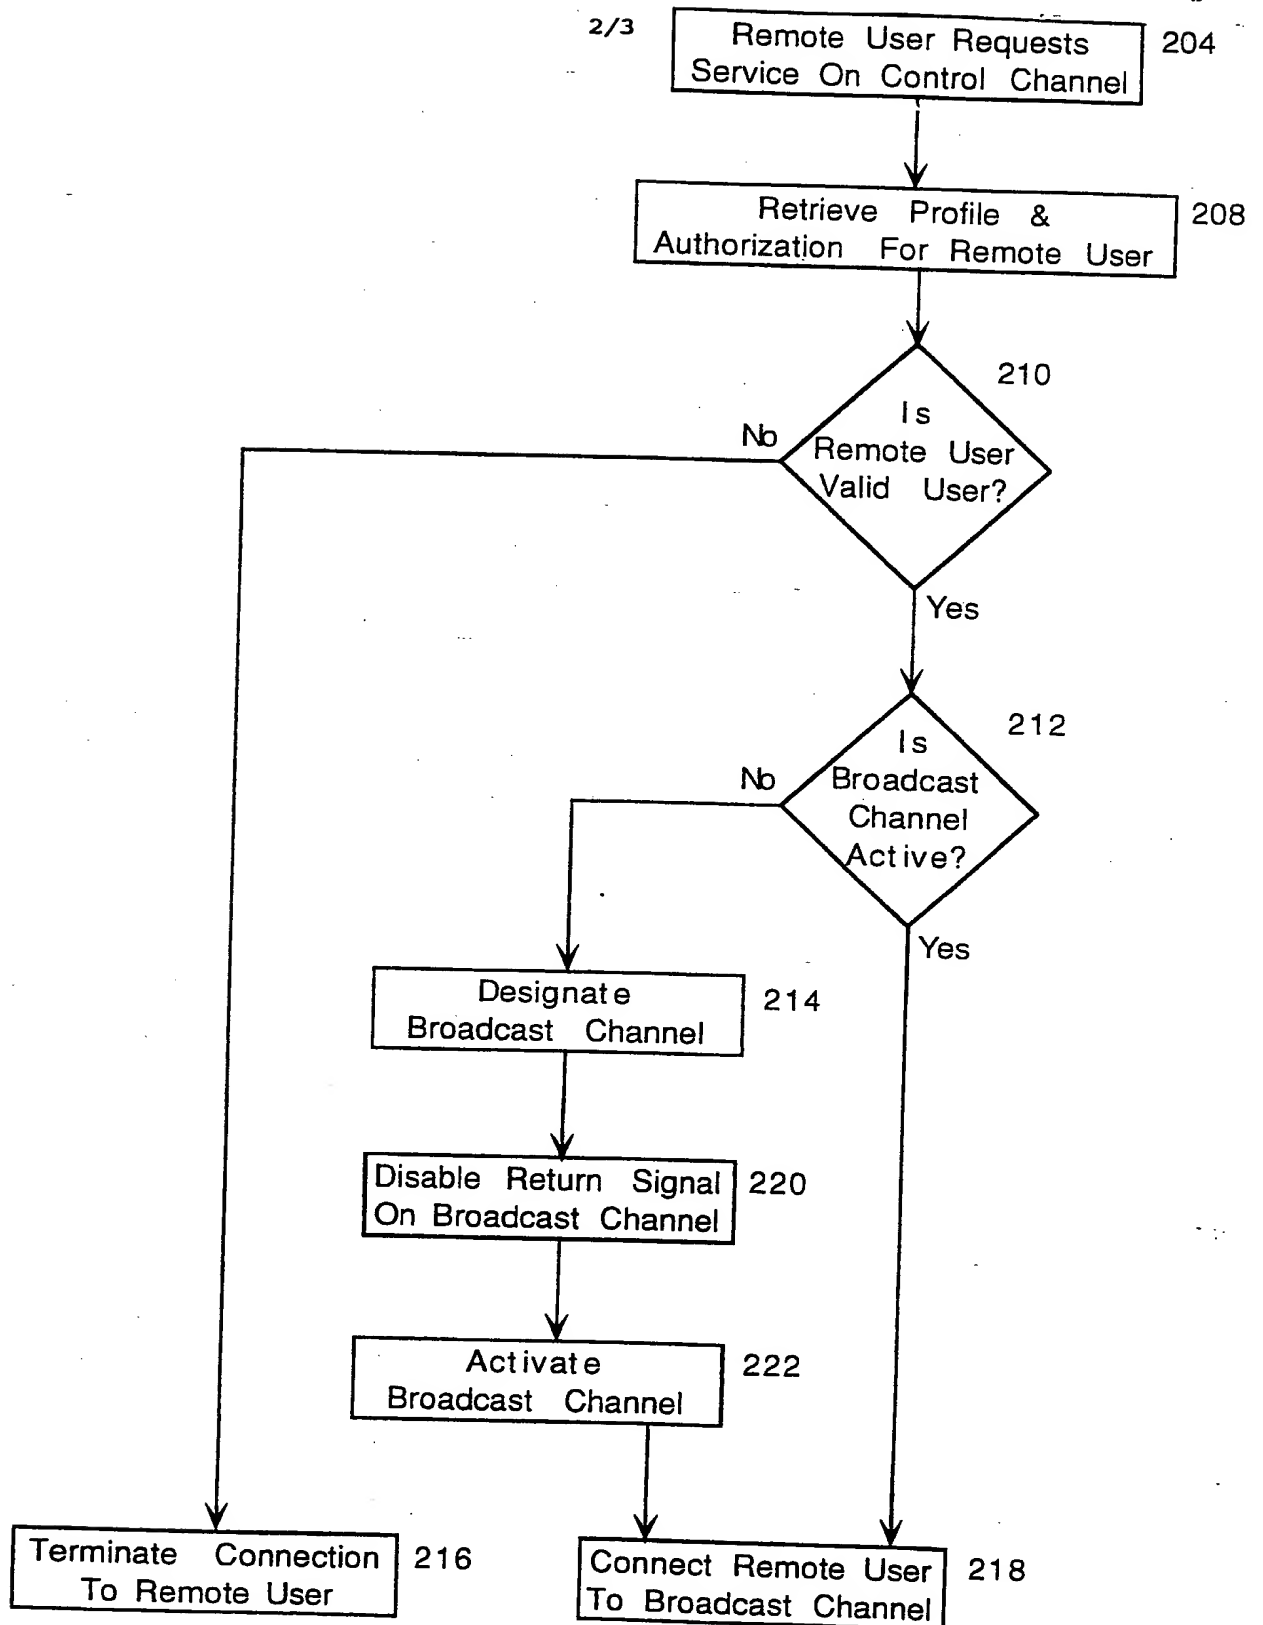 2/3
Remote User Requests
Service On Control Channel
204
Retrieve Profile &
Authorization For Remote User
208
210
Is
Remote User
Valid User?
No
Yes
212
Is
Broadcast
Channel
Active?
No
Yes
Designate
Broadcast Channel
214
Disable Return Signal
On Broadcast Channel
220
Activate
Broadcast Channel
222
Terminate Connection
To Remote User
216
Connect Remote User
To Broadcast Channel
218